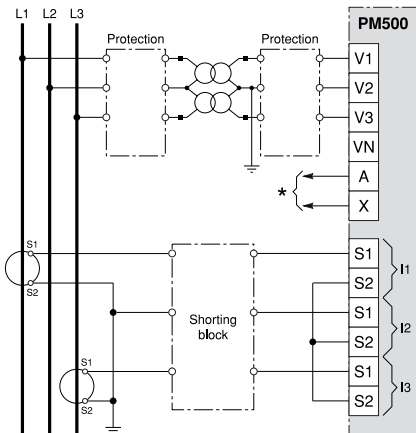 L1 L2 L3
PM500
Protection Protection
V1
V2
V3
VN
A
*
X
S1
S1
I1
S2
S2
Shorting
block
S1
I2
S2
S1
S1
I3
S2
S2